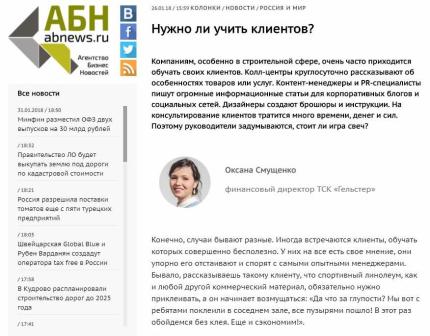 АБН
abnews.ru
Агентство
Бизнес
Новостей
Все новости
31.01.2018 / 18:50
Минфин разместил ОФЗ двух
выпусков на 30 млрд рублей
/ 18:32
Правительство ЛО будет
выкупать землю под дороги
по кадастровой стоимости
/ 18:21
Россия разрешила поставки
томатов еще с пяти турецких
предприятий
/ 18:03
Швейцарская Global Blue и
Рубен Варданян создадут
оператора tax free в России
/ 17:58
В Кудрово распланировали
строительство дорог до 2025
года
/ 17:41
26.01.18 / 15:59 КОЛОНКИ / НОВОСТИ / РОССИЯ И МИР
Нужно ли учить клиентов?
Компаниям, особенно в строительной сфере, очень часто приходится
обучать своих клиентов. Колл-центры круглосуточно рассказывают об
особенностях товаров или услуг. Контент-менеджеры и PR-специалисты
пишут огромные информационные статьи для корпоративных блогов и
социальных сетей. Дизайнеры создают брошюры и инструкции. На
консультирование клиентов тратится много времени, денег и сил.
Поэтому руководители задумываются, стоит ли игра свеч?
Оксана Смущенко
финансовый директор ТСК «Гельстер»
Конечно, случаи бывают разные. Иногда встречаются клиенты, обучать
которых совершенно бесполезно. У них на все есть свое мнение, они
упорно его отстаивают и спорят с самыми опытными менеджерами.
Бывало, рассказываешь такому клиенту, что спортивный линолеум, как
и любой другой коммерческий материал, обязательно нужно
приклеивать, а он начинает возмущаться: «Да что за глупости? Мы вот с
ребятами поклеили в соседнем зале, все пузырями пошло! В этот раз
обойдемся без клея. Еще и сэкономим!».